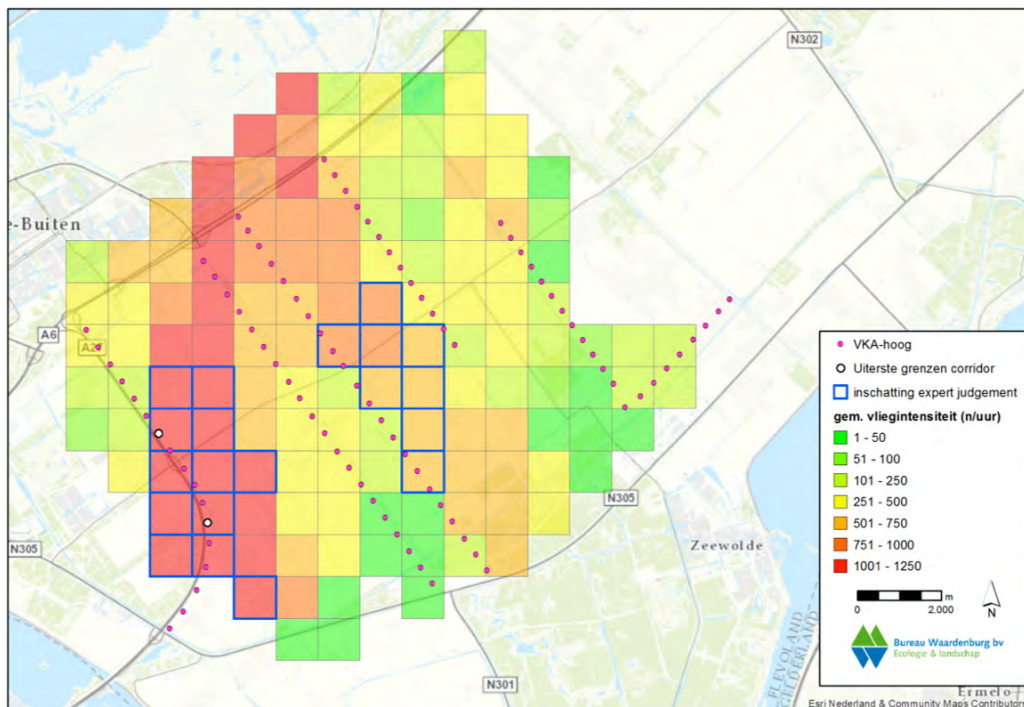 N302
e-Buiten
A6
A27
N305
N305
Zeewolde
N301
FLEVOLAND
GELDERLAND
Ermelo
VKA-hoog
Uiterste grenzen corridor
inschatting expert judgement
gem. vliegintensiteit (n/uur)
1 - 50
51 - 100
101 - 250
251 - 500
501 - 750
751 - 1000
1001 - 1250
0 2.000 m
N
Bureau Waardenburg bv
Ecologie & landschap
Esri Nederland & Community Maps Contributors